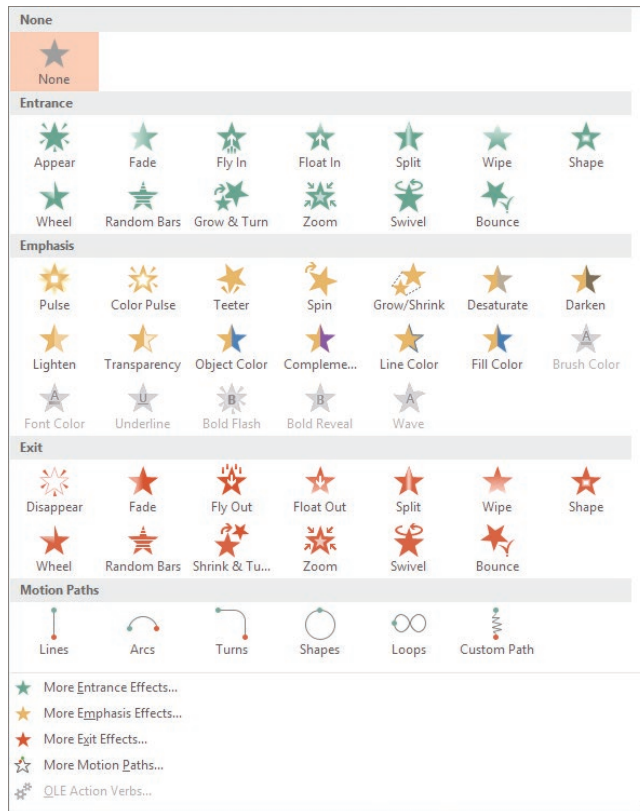 None
None
Entrance
Appear Fade Fly In Float In Split Wipe Shape
Wheel Random Bars Grow & Turn Zoom Swivel Bounce
Emphasis
Pulse Color Pulse Teeter Spin Grow/Shrink Desaturate Darken
Lighten Transparency Object Color Compleme... Line Color Fill Color Brush Color
Font Color Underline Bold Flash Bold Reveal Wave
Exit
Disappear Fade Fly Out Float Out Split Wipe Shape
Wheel Random Bars Shrink & Tu... Zoom Swivel Bounce
Motion Paths
Lines Arcs Turns Shapes Loops Custom Path
More Entrance Effects...
More Emphasis Effects...
More Exit Effects...
More Motion Paths...
OLE Action Verbs...